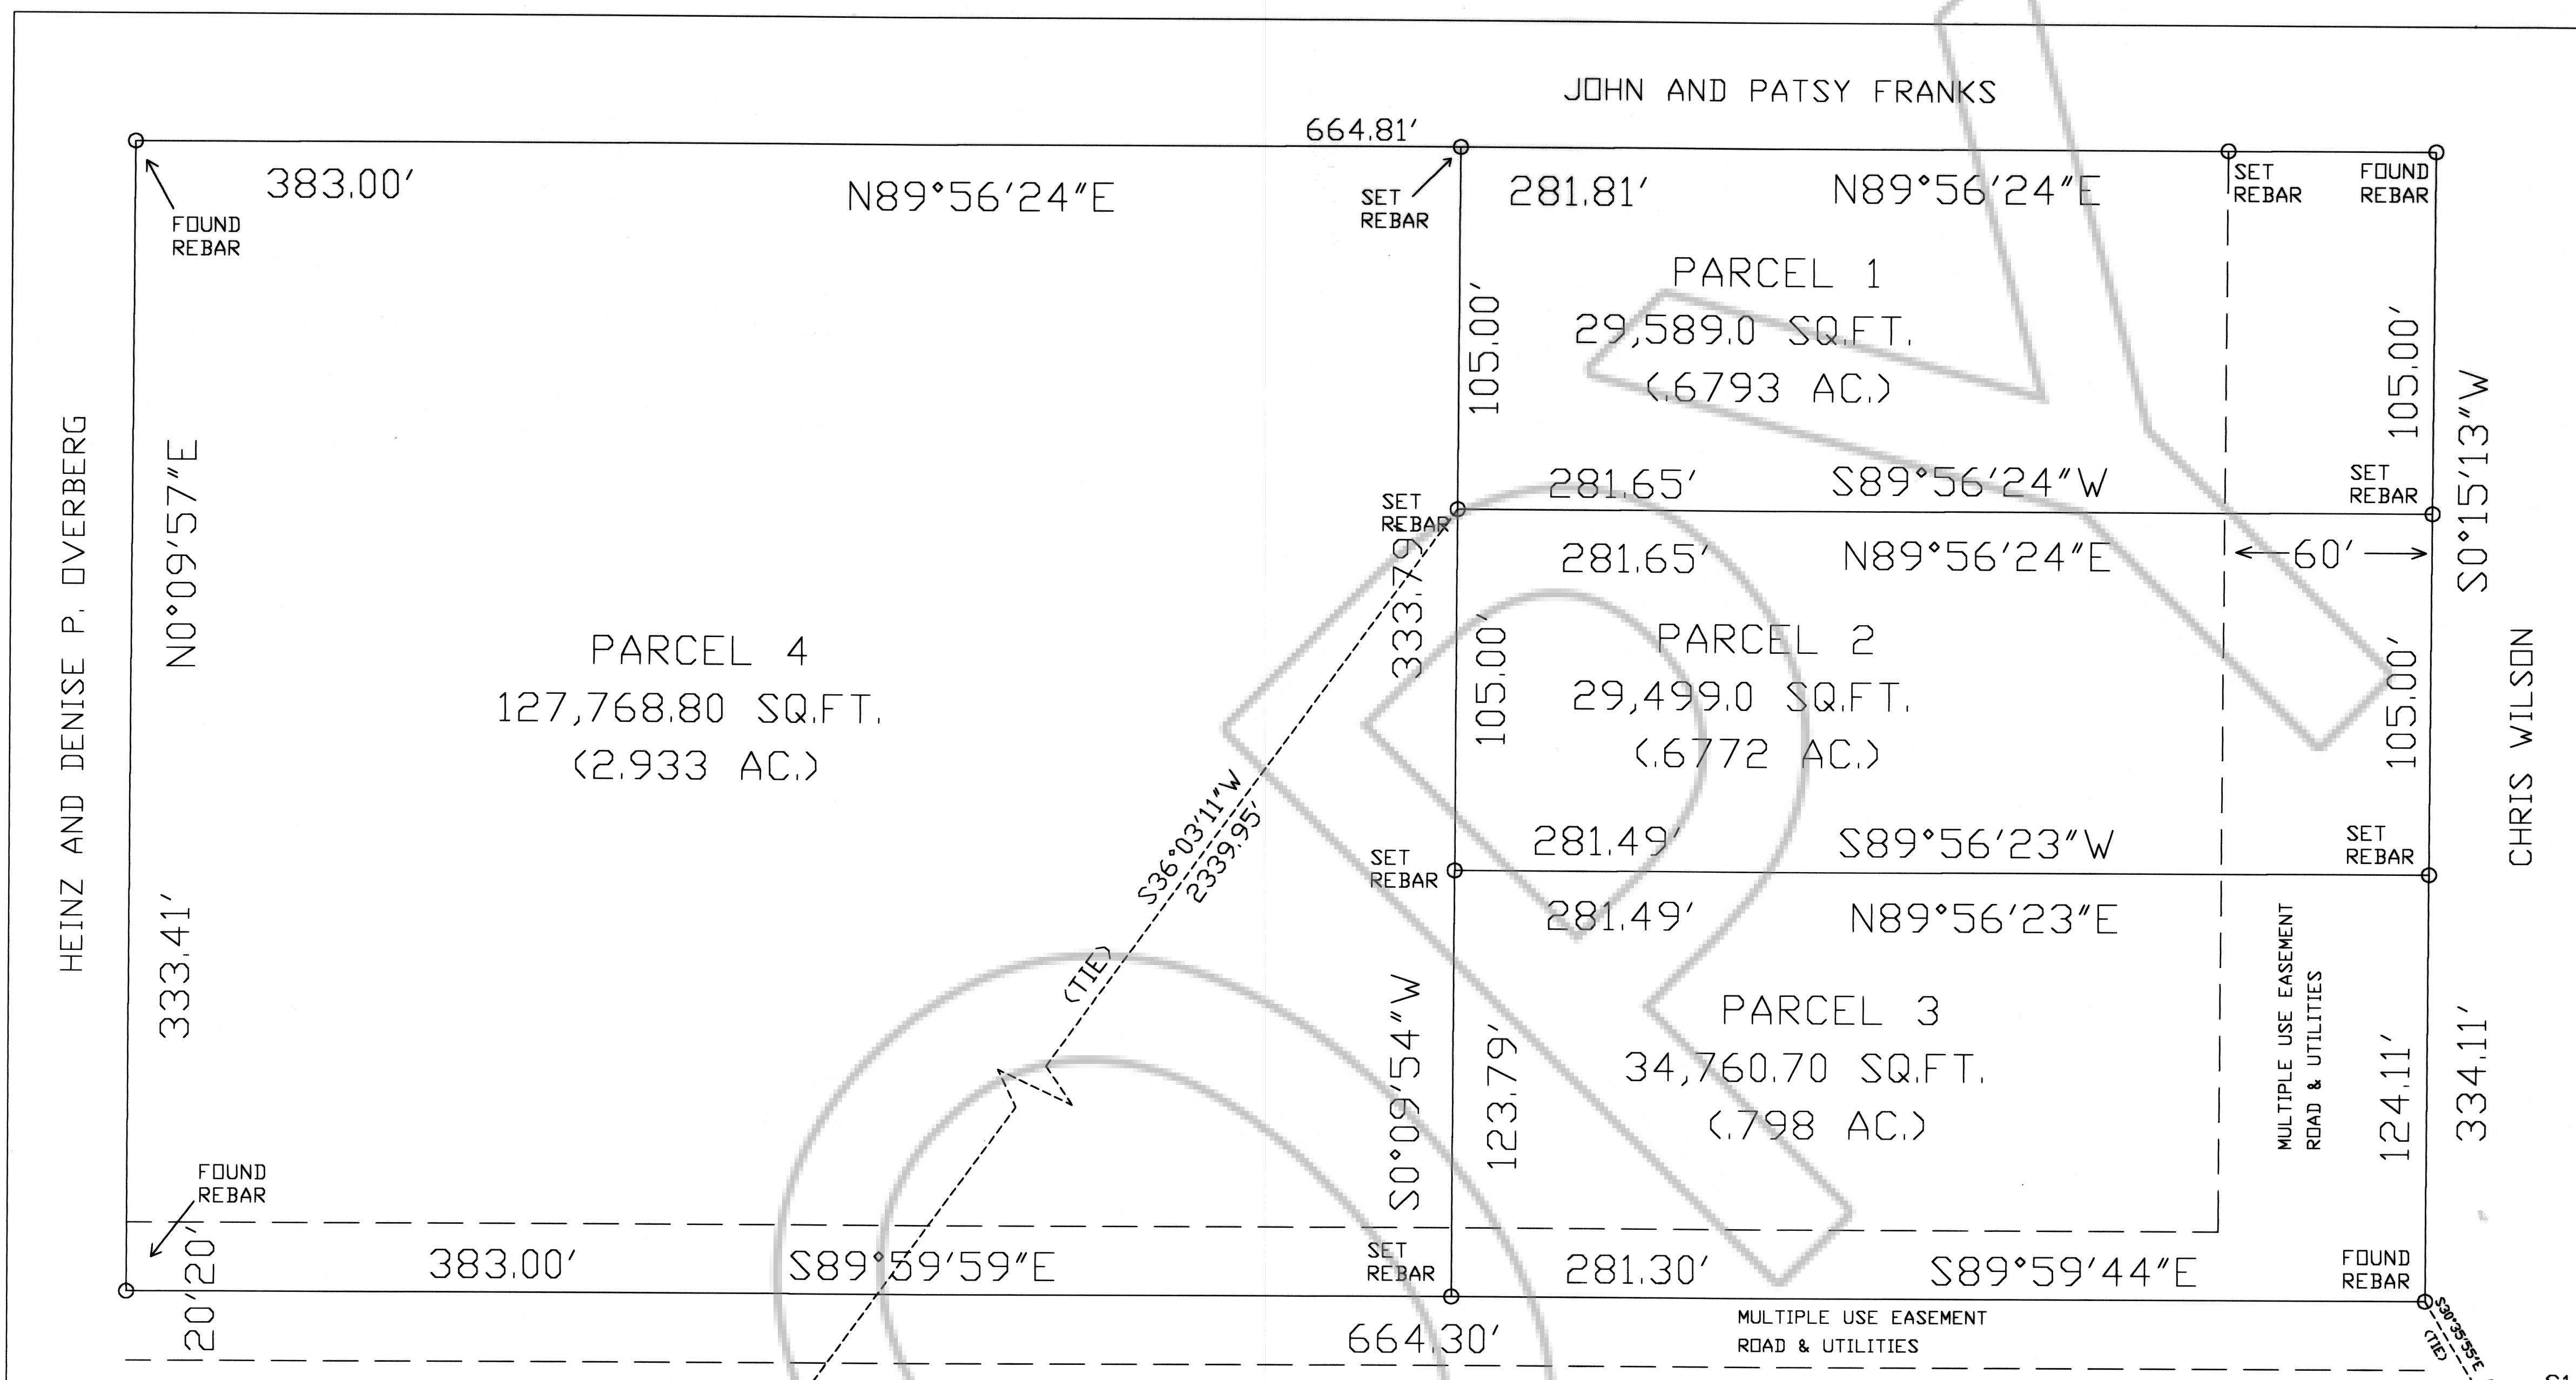 JOHN AND PATSY FRANKS
664.81'
383.00'
N89°56'24"E
FOUND
REBAR
SET
REBAR
281.81'
N89°56'24"E
SET
REBAR
FOUND
REBAR
PARCEL 1
29,589.0 SQ.FT.
(.6793 AC.)
105.00'
105.00'
S0°15'13"W
281.65'
S89°56'24"W
SET
REBAR
SET
REBAR
333.79'
281.65'
N89°56'24"E
60'
HEINZ AND DENISE P. OVERBERG
N0°09'57"E
333.41'
PARCEL 4
127,768.80 SQ.FT.
(2.933 AC.)
PARCEL 2
29,499.0 SQ.FT.
(.6772 AC.)
105.00'
105.00'
CHRIS WILSON
S36°03'11"W
2339.95'
(TIE)
281.49'
S89°56'23"W
SET
REBAR
SET
REBAR
281.49'
N89°56'23"E
PARCEL 3
34,760.70 SQ.FT.
(.798 AC.)
S0°09'54"W
123.79'
MULTIPLE USE EASEMENT
ROAD & UTILITIES
124.11'
334.11'
FOUND
REBAR
20'
20'
383.00'
S89°59'59"E
SET
REBAR
281.30'
S89°59'44"E
FOUND
REBAR
664.30'
MULTIPLE USE EASEMENT
ROAD & UTILITIES
S30°35'55"E
(TIE)